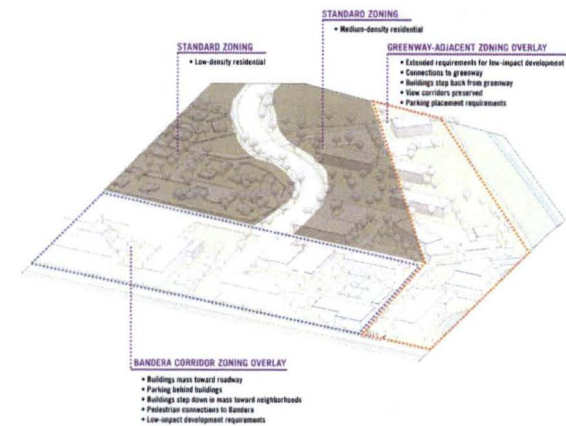 STANDARD ZONING
• Medium-density residential
STANDARD ZONING
• Low-density residential
GREENWAY-ADJACENT ZONING OVERLAY
• Extended requirements for low-impact development
• Connections to greenway
• Buildings step back from greenway
• View corridors preserved
• Parking placement requirements
BANDERA CORRIDOR ZONING OVERLAY
• Buildings mass toward roadway
• Parking behind buildings
• Buildings step down in mass toward neighborhoods
• Pedestrian connections to Bandera
• Low-impact development requirements